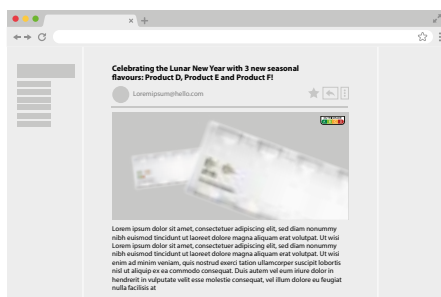 Celebrating the Lunar New Year with 3 new seasonal
flavours: Product D, Product E and Product F!
Loremipsum@hello.com
Lorem ipsum dolor sit amet, consectetuer adipiscing elit, sed diam nonummy
nibh euismod tincidunt ut laoreet dolore magna aliquam erat volutpat. Ut wisi
Lorem ipsum dolor sit amet, consectetuer adipiscing elit, sed diam nonummy
nibh euismod tincidunt ut laoreet dolore magna aliquam erat volutpat. Ut wisi
enim ad minim veniam, quis nostrud exerci tation ullamcorper suscipit lobortis
nisl ut aliquip ex ea commodo consequat. Duis autem vel eum iriure dolor in
hendrerit in vulputate velit esse molestie consequat, vel illum dolore eu feugiat
nulla facilisis at